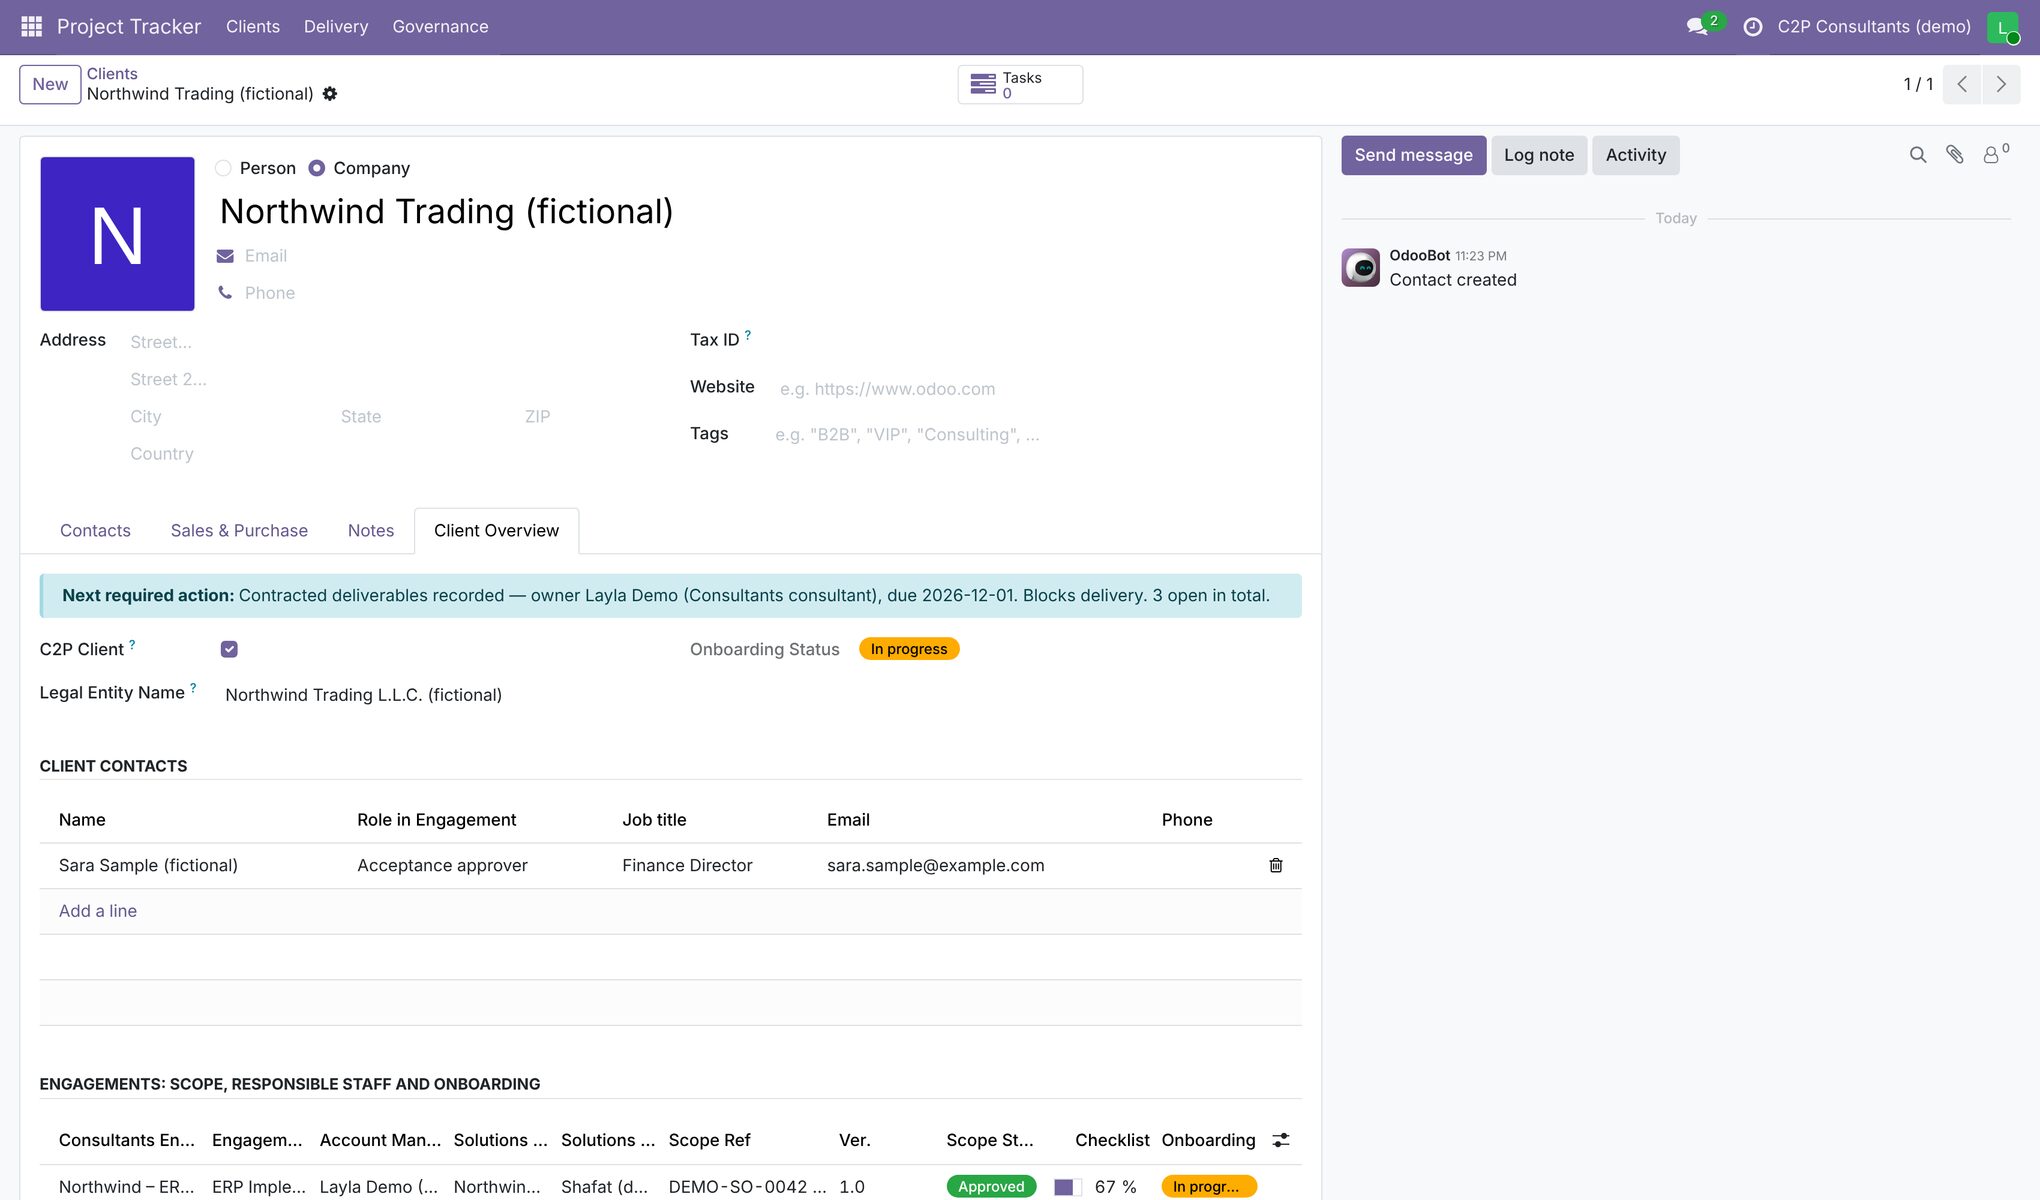 Project Tracker Clients Delivery Governance
2 C2P Consultants (demo) L
New Clients
Northwind Trading (fictional)
Tasks
0
1 / 1
Person Company
N
Northwind Trading (fictional)
Email
Phone
Address Street...
Street 2...
City State ZIP
Country
Tax ID ?
Website e.g. https://www.odoo.com
Tags e.g. "B2B", "VIP", "Consulting", ...
Send message Log note Activity 0
Today
OdooBot 11:23 PM
Contact created
Contacts Sales & Purchase Notes Client Overview
Next required action: Contracted deliverables recorded — owner Layla Demo (Consultants consultant), due 2026-12-01. Blocks delivery. 3 open in total.
C2P Client ? Onboarding Status In progress
Legal Entity Name ? Northwind Trading L.L.C. (fictional)
CLIENT CONTACTS
Name Role in Engagement Job title Email Phone
Sara Sample (fictional) Acceptance approver Finance Director sara.sample@example.com
Add a line
ENGAGEMENTS: SCOPE, RESPONSIBLE STAFF AND ONBOARDING
Consultants En... Engagem... Account Man... Solutions ... Solutions ... Scope Ref Ver. Scope St... Checklist Onboarding
Northwind – ER... ERP Imple... Layla Demo (... Northwin... Shafat (d... DEMO-SO-0042 ... 1.0 Approved 67 % In progr...